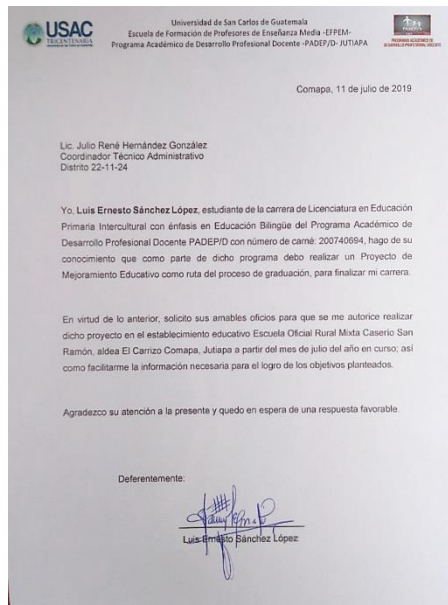 USAC
TRICENTENARIA
Universidad de San Carlos de Guatemala
Escuela de Formación de Profesores de Enseñanza Media -EFPEM-
Programa Académico de Desarrollo Profesional Docente -PADEP/D- JUTIAPA
Comapa, 11 de julio de 2019
Lic. Julio René Hernández González
Coordinador Técnico Administrativo
Distrito 22-11-24
Yo, Luis Ernesto Sánchez López, estudiante de la carrera de Licenciatura en Educación
Primaria Intercultural con énfasis en Educación Bilingüe del Programa Académico de
Desarrollo Profesional Docente PADEP/D con número de carné: 200740694, hago de su
conocimiento que como parte de dicho programa debo realizar un Proyecto de
Mejoramiento Educativo como ruta del proceso de graduación, para finalizar mi carrera.
En virtud de lo anterior, solicito sus amables oficios para que se me autorice realizar
dicho proyecto en el establecimiento educativo Escuela Oficial Rural Mixta Caserio San
Ramón, aldea El Carrizo Comapa, Jutiapa a partir del mes de julio del año en curso; así
como facilitarme la información necesaria para el logro de los objetivos planteados.
Agradezco su atención a la presente y quedo en espera de una respuesta favorable.
Deferentemente:
Luis Ernesto Sánchez López